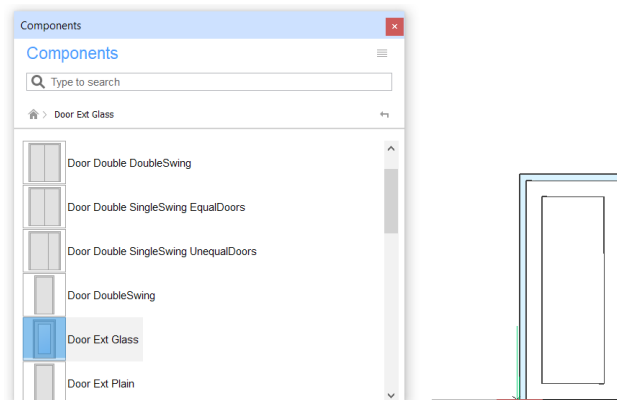 Components
Components
Type to search
Door Ext Glass
Door Double DoubleSwing
Door Double SingleSwing EqualDoors
Door Double SingleSwing UnequalDoors
Door DoubleSwing
Door Ext Glass
Door Ext Plain